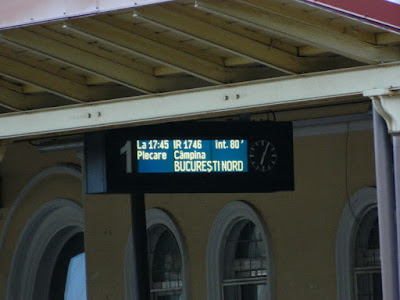 1
La 17:45 IR 1746 Int. 80'
Plecare Câmpina
BUCUREŞTI NORD